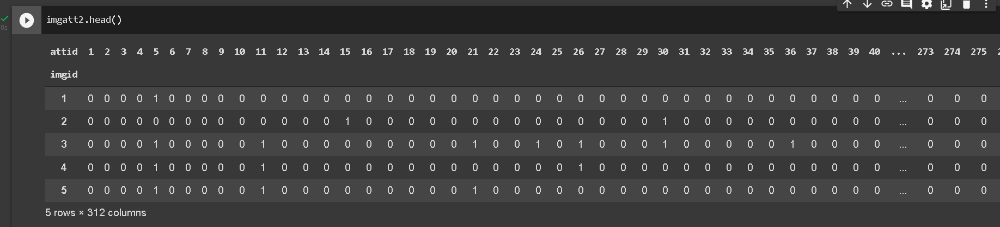 imgatt2.head()
0s
attid 1 2 3 4 5 6 7 8 9 10 11 12 13 14 15 16 17 18 19 20 21 22 23 24 25 26 27 28 29 30 31 32 33 34 35 36 37 38 39 40 ... 273 274 275 2
imgid
1 0 0 0 0 1 0 0 0 0 0 0 0 0 0 0 0 0 0 0 0 0 0 0 0 0 0 0 0 0 0 0 0 0 0 0 0 0 0 0 0 ... 0 0 0
2 0 0 0 0 0 0 0 0 0 0 0 0 0 0 1 0 0 0 0 0 0 0 0 0 0 0 0 0 0 1 0 0 0 0 0 0 0 0 0 0 ... 0 0 0
3 0 0 0 0 1 0 0 0 0 0 1 0 0 0 0 0 0 0 0 0 1 0 0 1 0 1 0 0 0 1 0 0 0 0 0 1 0 0 0 0 ... 0 0 0
4 0 0 0 0 1 0 0 0 0 0 1 0 0 0 0 0 0 0 0 0 0 0 0 0 0 1 0 0 0 0 0 0 0 0 0 0 0 0 0 0 ... 0 0 0
5 0 0 0 0 1 0 0 0 0 0 1 0 0 0 0 0 0 0 0 0 1 0 0 0 0 0 0 0 0 0 0 0 0 0 0 0 0 0 0 0 ... 0 0 0
5 rows × 312 columns